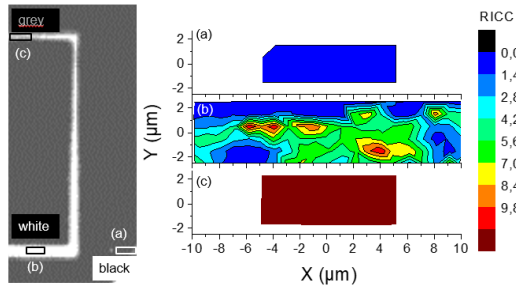 grey
(c)
white
(b)
(a)
black
(a)
(b)
(c)
2
0
-2
2
0
-2
2
0
-2
Y (µm)
-10 -8 -6 -4 -2 0 2 4 6 8 10
X (µm)
RICC
0,0
1,4
2,8
4,2
5,6
7,0
8,4
9,8